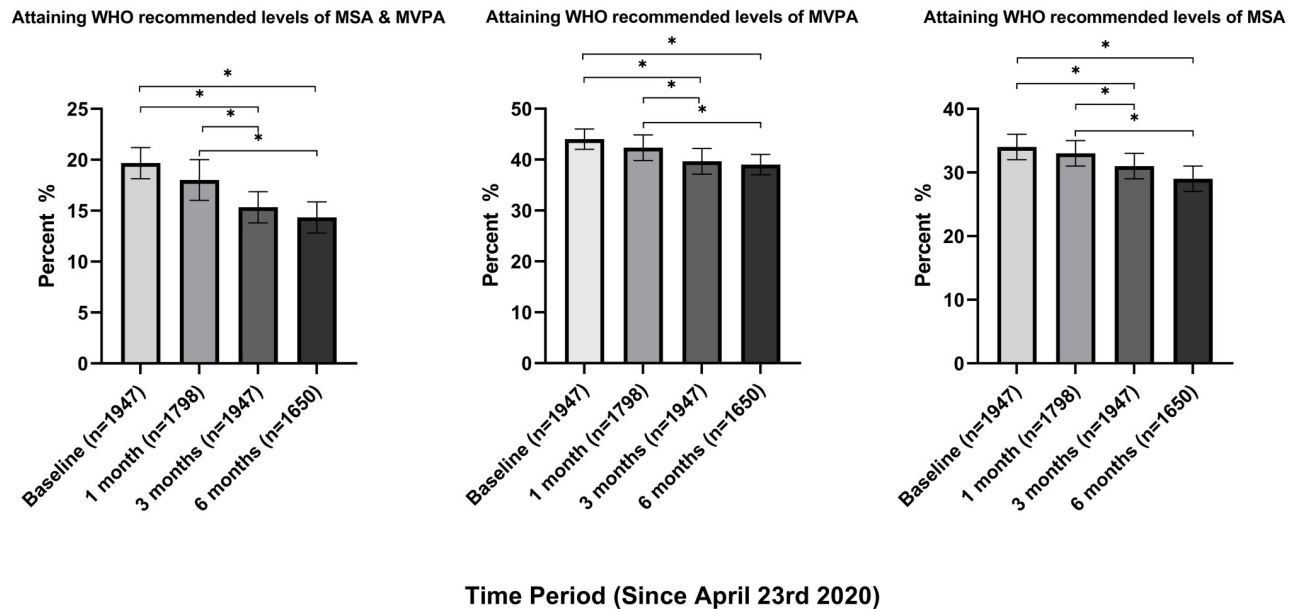 Attaining WHO recommended levels of MSA & MVPA
*
*
*
*
25
20
15
10
5
0
Percent %
Baseline (n=1947)
1 month (n=1798)
3 months (n=1947)
6 months (n=1650)
Attaining WHO recommended levels of MVPA
*
*
*
*
50
40
30
20
10
0
Percent %
Baseline (n=1947)
1 month (n=1798)
3 months (n=1947)
6 months (n=1650)
Attaining WHO recommended levels of MSA
*
*
*
*
40
30
20
10
0
Percent %
Baseline (n=1947)
1 month (n=1798)
3 months (n=1947)
6 months (n=1650)
Time Period (Since April 23rd 2020)